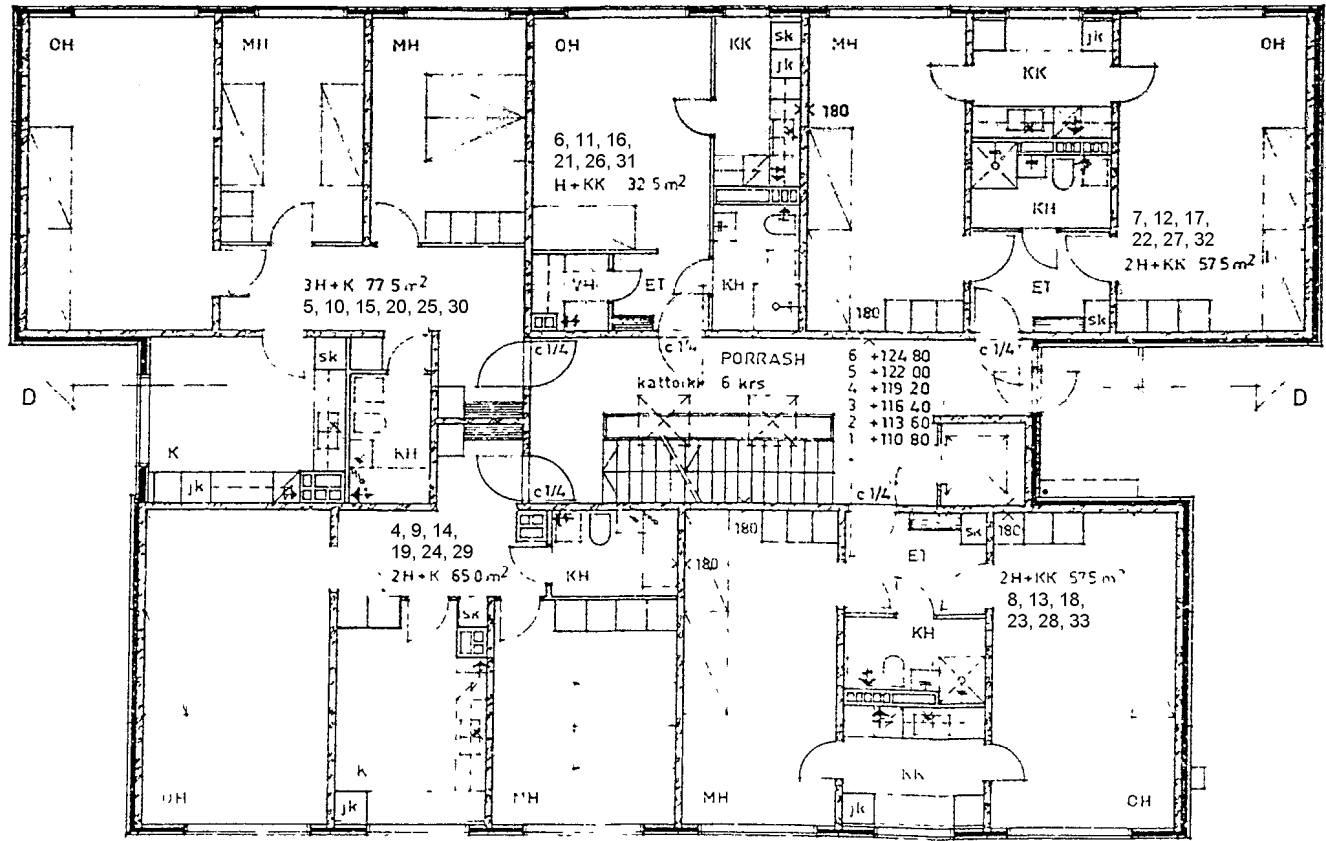 OH
MH
MH
OH
KK
sk
jk
MH
KK
jk
OH
180
6, 11, 16,
21, 26, 31
H+KK 32 5 m²
KH
7, 12, 17,
22, 27, 32
2H+KK 57 5 m²
3H+K 77 5 m²
5, 10, 15, 20, 25, 30
VH
ET
KH
180
ET
sk
c 1/4
c 1/4
PORRASH
kattoikk 6 krs
6 +124 80
5 +122 00
4 +119 20
3 +116 40
2 +113 60
1 +110 80
c 1/4
sk
D
D
K
KH
jk
c 1/4
c 1/4
4, 9, 14,
19, 24, 29
2H+K 65 0 m²
KH
180
180
ET
sk
180
2H+KK 57 5 m²
8, 13, 18,
23, 28, 33
sk
KH
K
jk
OH
MH
MH
KK
jk
OH